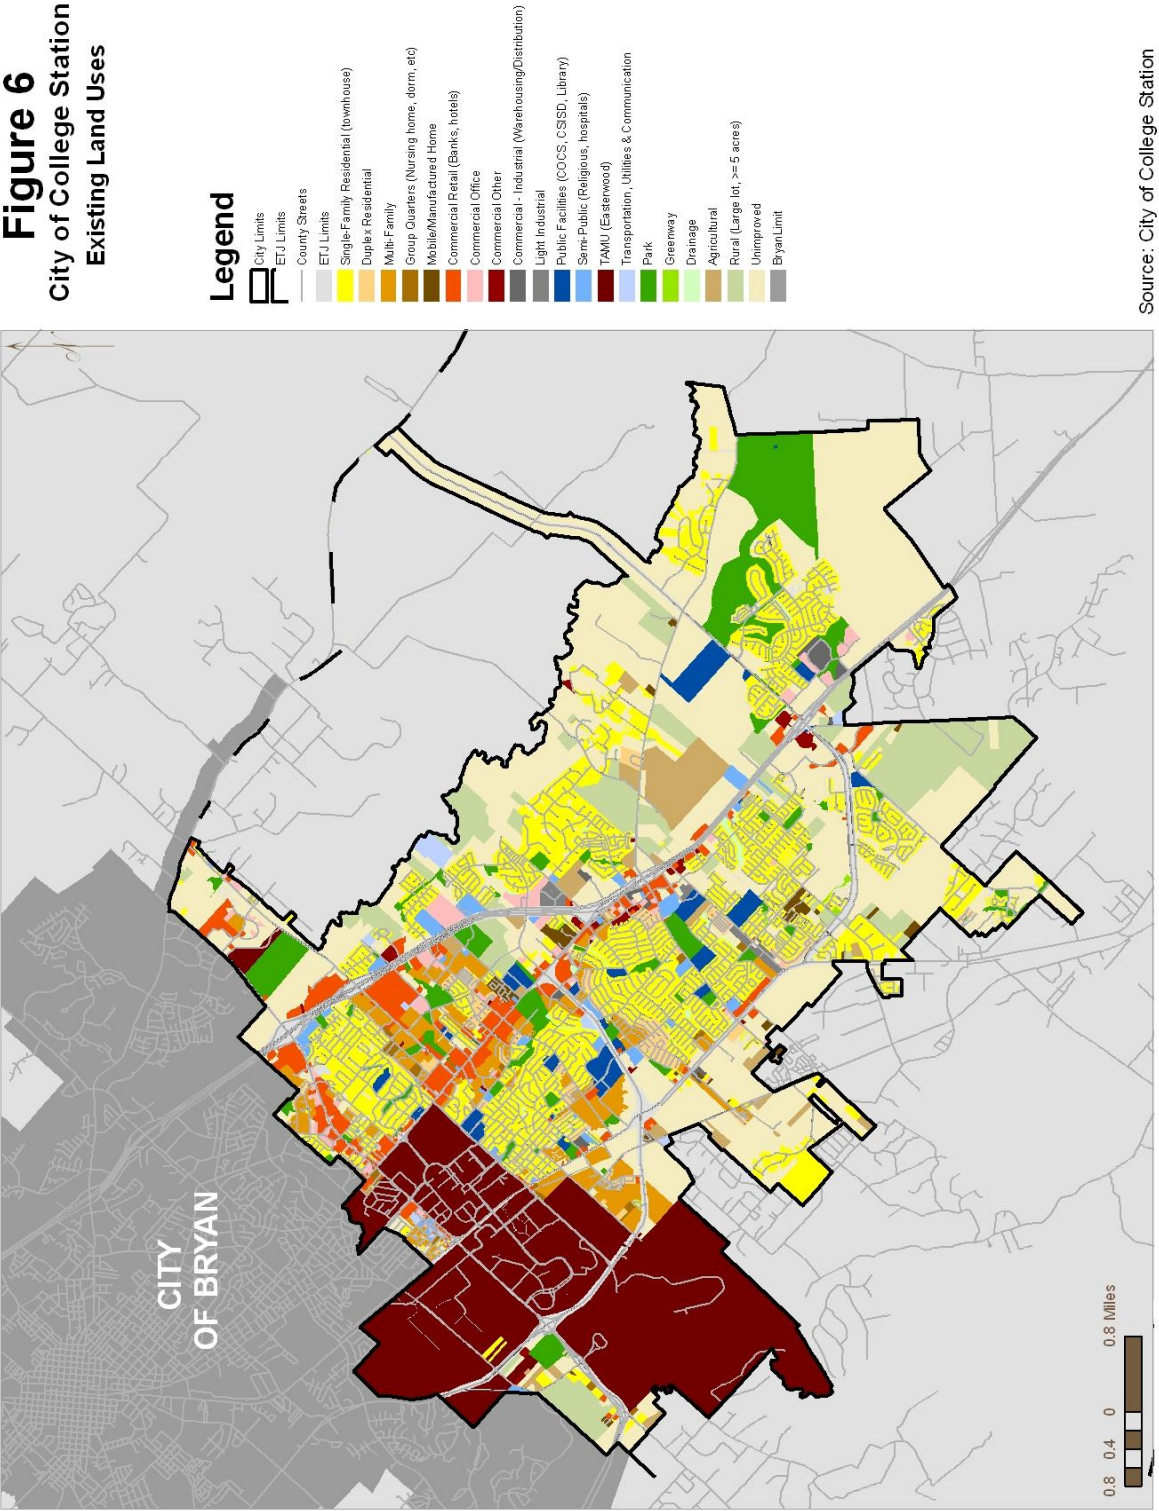 Figure 6
City of College Station
Existing Land Uses
Legend
City Limits
ETJ Limits
County Streets
ETJ Limits
Single-Family Residential (townhouse)
Duplex Residential
Multi-Family
Group Quarters (Nursing home, dorm, etc)
Mobile/Manufactured Home
Commercial Retail (Banks, hotels)
Commercial Office
Commercial Other
Commercial - Industrial (Warehousing/Distribution)
Light Industrial
Public Facilities (COCS, CSISD, Library)
Semi-Public (Religious, hospitals)
TAMU (Easterwood)
Transportation, Utilities & Communication
Park
Greenway
Drainage
Agricultural
Rural (Large lot, >= 5 acres)
Unimproved
Bryan Limit
CITY
OF BRYAN
0.8 0.4 0 0.8 Miles
Source: City of College Station